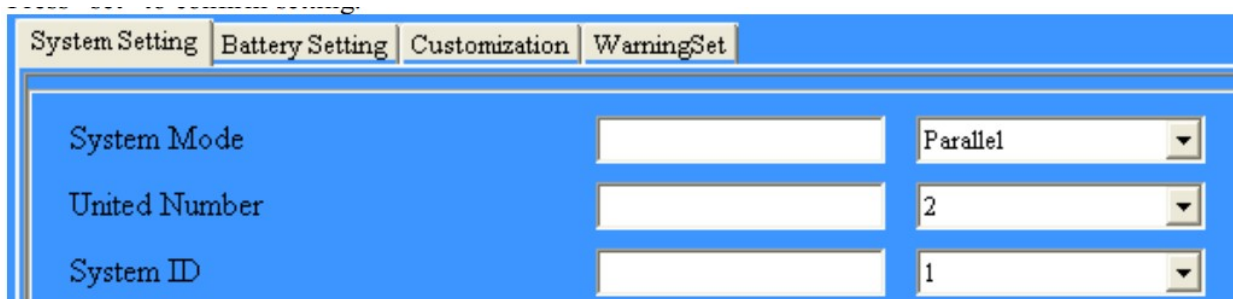 System Setting Battery Setting Customization WarningSet
System Mode Parallel
United Number 2
System ID 1